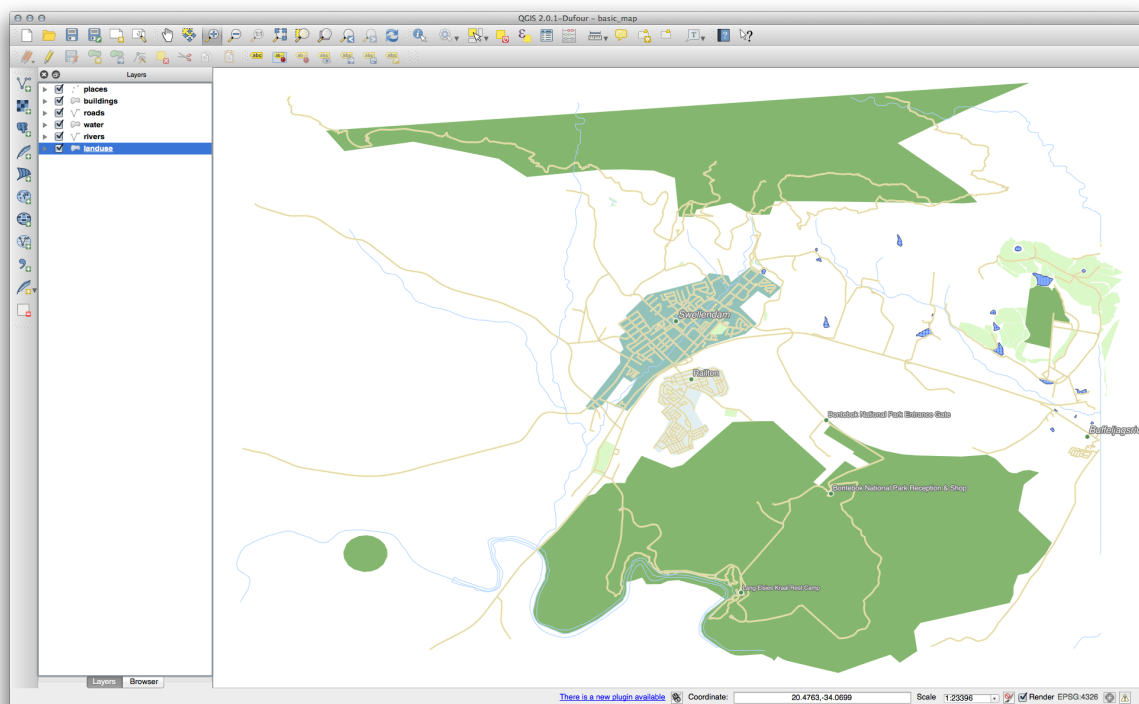 QGIS 2.0.1-Dufour - basic_map
Layers
places
buildings
roads
water
rivers
landuse
Swellendam
Railton
Bontebok National Park Entrance Gate
Bontebok National Park Reception & Shop
Lang Elsies Kraal Rest Camp
Layers
Browser
There is a new plugin available
Coordinate:
20.4763,-34.0699
Scale
1:23396
Render
EPSG:4326